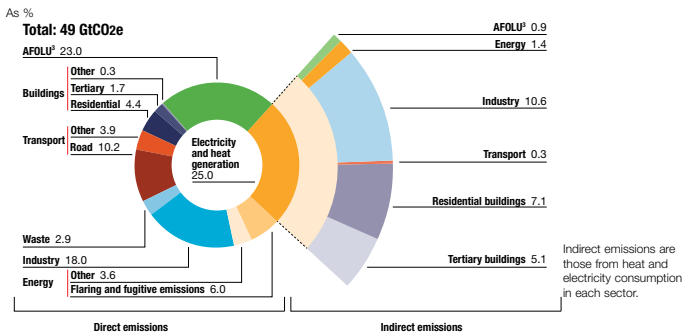 As %
Total: 49 GtCO2e
AFOLU³ 23.0
Buildings
Other 0.3
Tertiary 1.7
Residential 4.4
Transport
Other 3.9
Road 10.2
Waste 2.9
Industry 18.0
Energy
Other 3.6
Flaring and fugitive emissions 6.0
Electricity
and heat
generation
25.0
AFOLU³ 0.9
Energy 1.4
Industry 10.6
Transport 0.3
Residential buildings 7.1
Tertiary buildings 5.1
Indirect emissions are
those from heat and
electricity consumption
in each sector.
Direct emissions
Indirect emissions